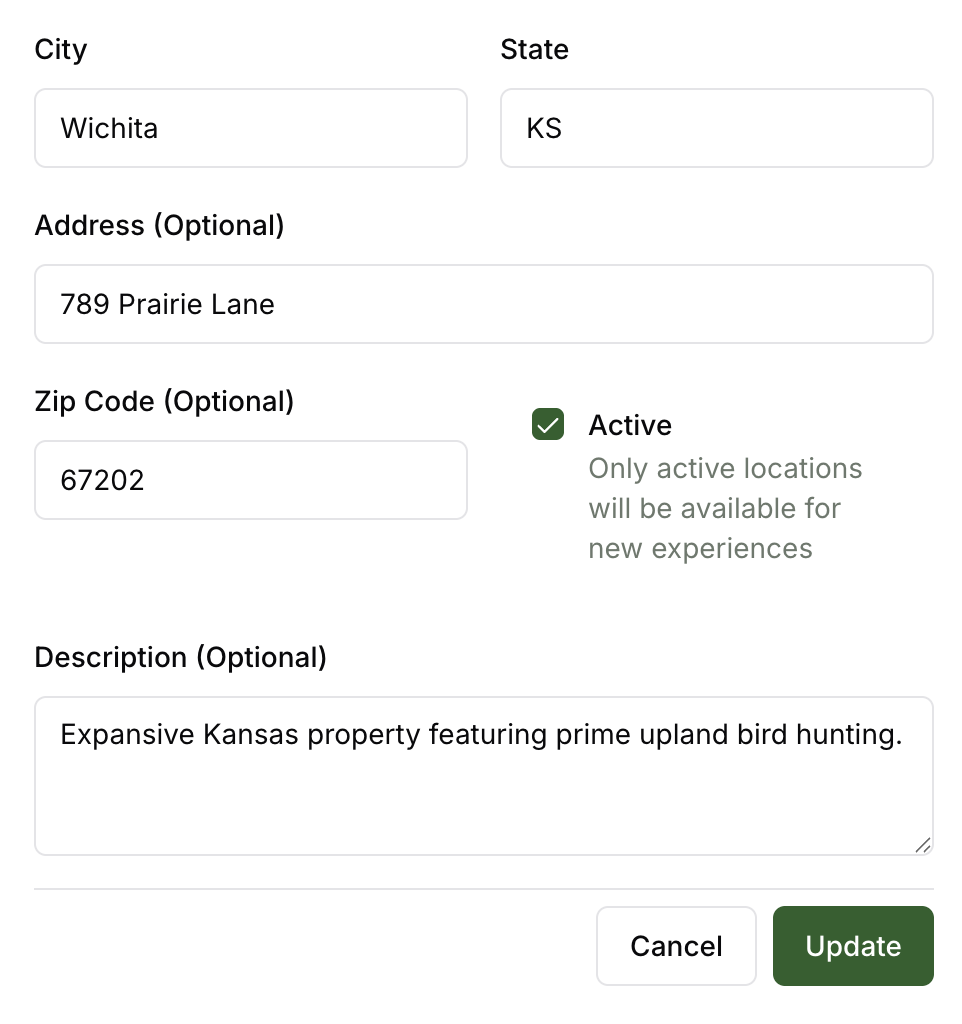 City
State
Wichita
KS
Address (Optional)
789 Prairie Lane
Zip Code (Optional)
67202
Active
Only active locations
will be available for
new experiences
Description (Optional)
Expansive Kansas property featuring prime upland bird hunting.
Cancel
Update